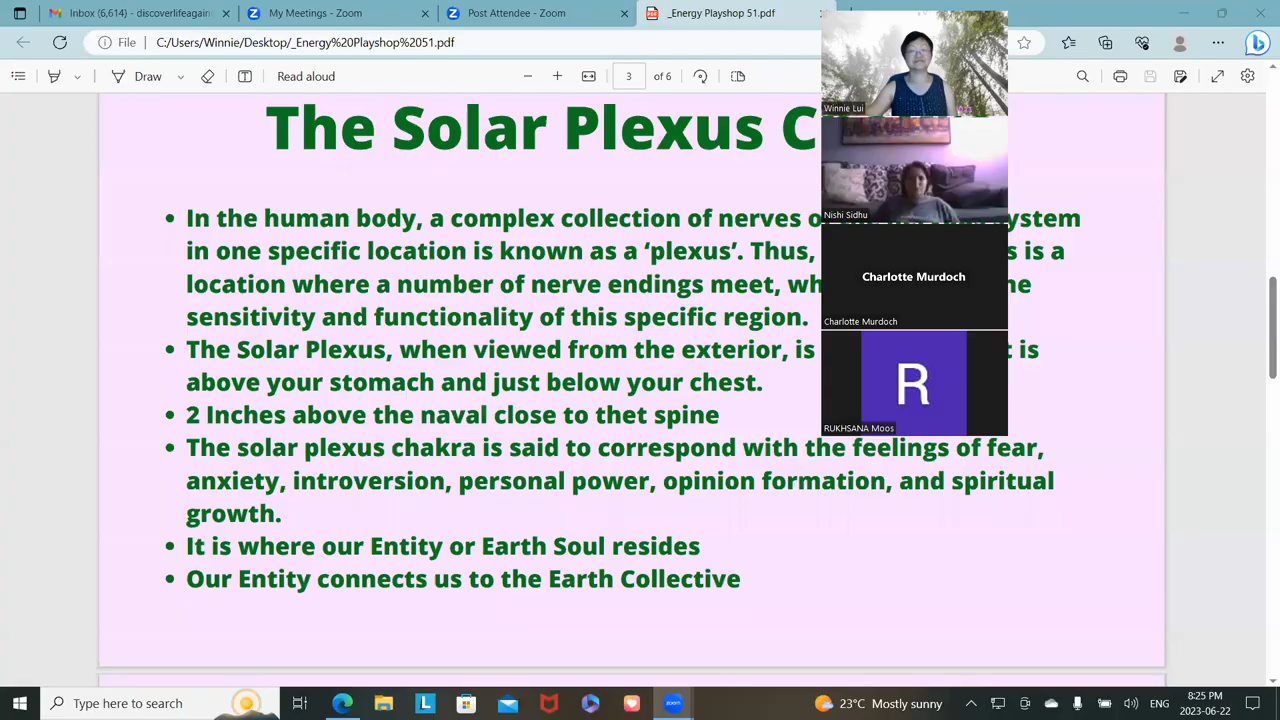 Inbox (6,614) - discoverlifeagain
My Meetings - Zoom
Post Attendee - Zoom
_Energy Playshop 51.pdf
File
C:/Users/Winnie/Desktop/_Energy%20Playshop%2051.pdf
Draw
Read aloud
3 of 6
The Solar Plexus C
In the human body, a complex collection of nerves system
in one specific location is known as a ‘plexus’. Thus, is a
location where a number of nerve endings meet,
sensitivity and functionality of this specific region.
The Solar Plexus, when viewed from the exterior, is is
above your stomach and just below your chest.
2 Inches above the naval close to thet spine
The solar plexus chakra is said to correspond with the feelings of fear,
anxiety, introversion, personal power, opinion formation, and spiritual
growth.
It is where our Entity or Earth Soul resides
Our Entity connects us to the Earth Collective
Winnie Lui
Nishi Sidhu
Charlotte Murdoch
Charlotte Murdoch
R
RUKHSANA Moos
Type here to search
L
zoom
23°C Mostly sunny
ENG
8:25 PM
2023-06-22